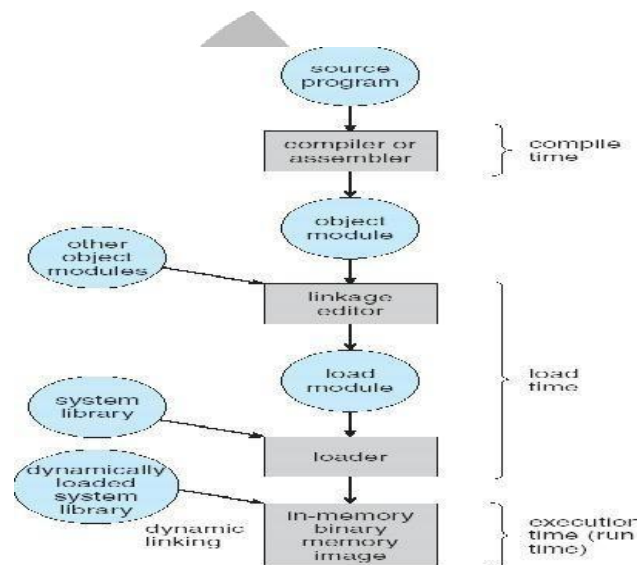 source
program
compiler or
assembler
compile
time
object
module
other
object
modules
linkage
editor
load
module
load
time
system
library
loader
dynamically
loaded
system
library
dynamic
linking
in-memory
binary
memory
image
execution
time (run
time)